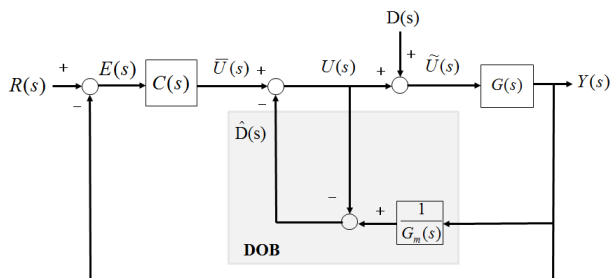 D(s)
R(s) + − E(s) C(s) Ū(s) + − U(s) + + Ũ(s) G(s) Y(s)
D̂(s)
− + 1
G_m(s)
DOB